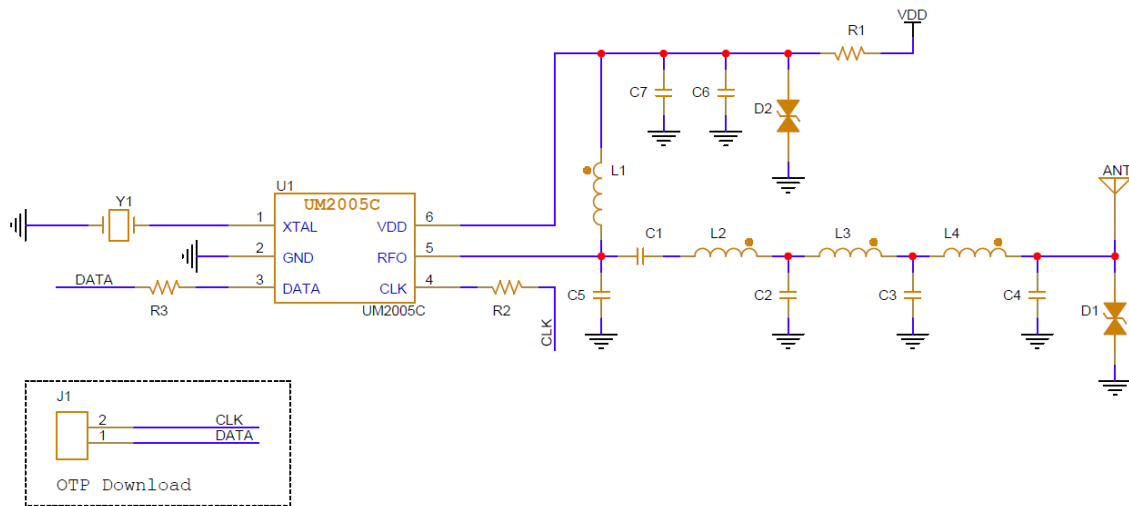 VDD
R1
C7
C6
D2
L1
ANT
U1
UM2005C
Y1
1
XTAL
VDD
6
2
GND
RFO
5
3
DATA
CLK
4
DATA
R3
UM2005C
R2
CLK
C1
L2
L3
L4
C5
C2
C3
C4
D1
J1
2
CLK
1
DATA
OTP Download